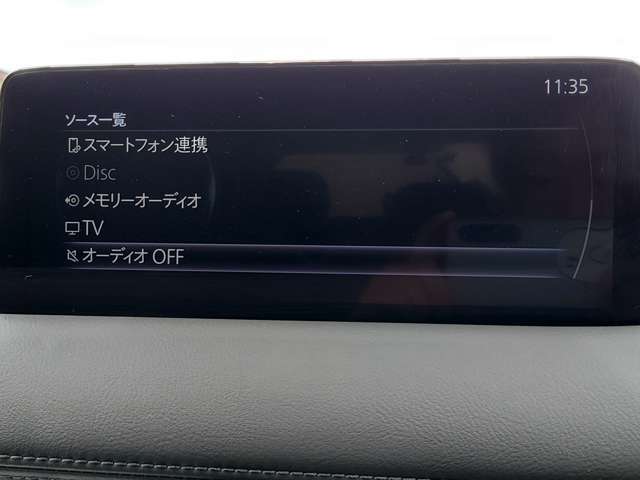 11:35
ソース一覧
スマートフォン連携
Disc
メモリーオーディオ
TV
オーディオ OFF